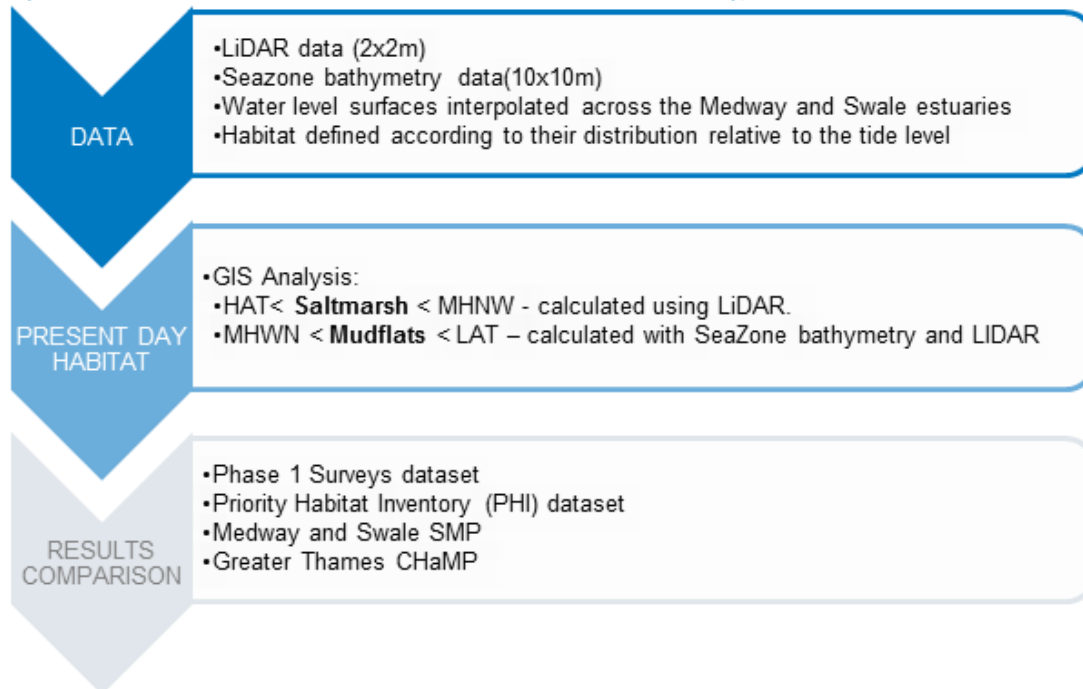 DATA
•LiDAR data (2x2m)
•Seazone bathymetry data(10x10m)
•Water level surfaces interpolated across the Medway and Swale estuaries
•Habitat defined according to their distribution relative to the tide level
PRESENT DAY
HABITAT
•GIS Analysis:
•HAT< Saltmarsh < MHNW - calculated using LiDAR.
•MHWN < Mudflats < LAT – calculated with SeaZone bathymetry and LIDAR
RESULTS
COMPARISON
•Phase 1 Surveys dataset
•Priority Habitat Inventory (PHI) dataset
•Medway and Swale SMP
•Greater Thames CHaMP